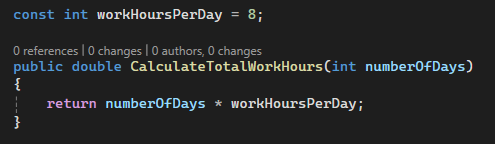 const int workHoursPerDay = 8;
0 references | 0 changes | 0 authors, 0 changes
public double CalculateTotalWorkHours(int numberOfDays)
{
    return numberOfDays * workHoursPerDay;
}